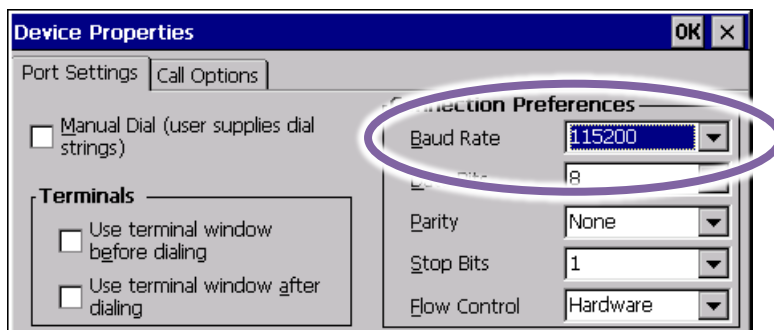 Device Properties OK ×
Port Settings Call Options
Connection Preferences
Manual Dial (user supplies dial
strings)
Baud Rate 115200
Data Bits 8
Terminals
Use terminal window
before dialing
Use terminal window after
dialing
Parity None
Stop Bits 1
Flow Control Hardware